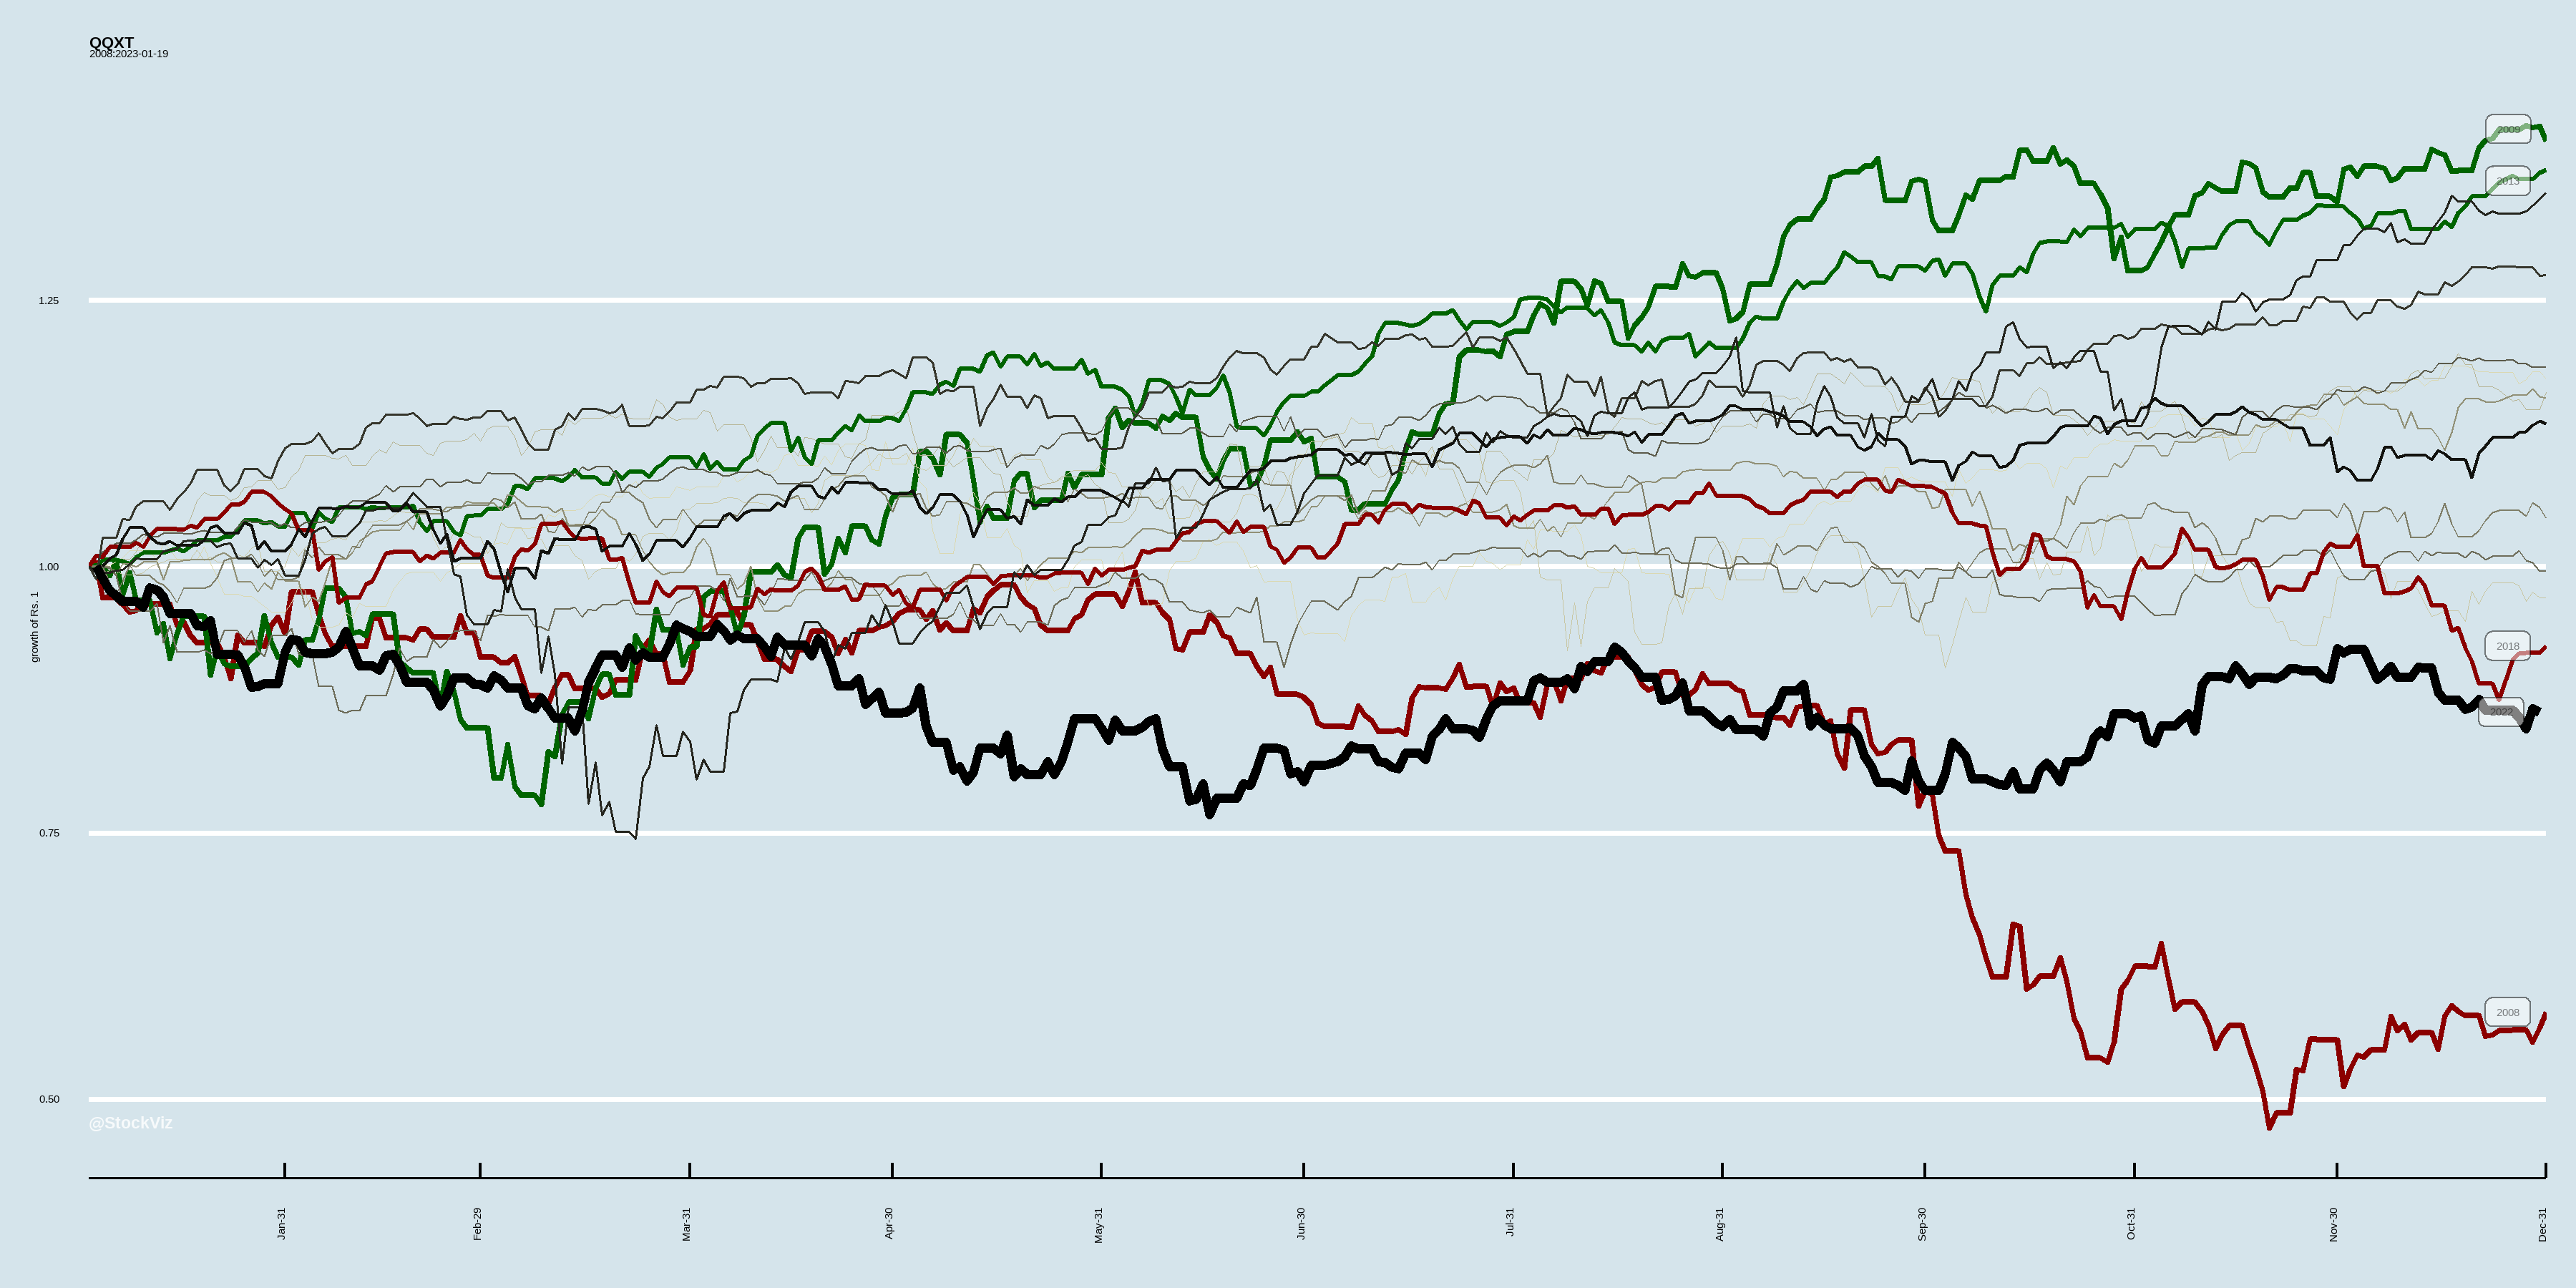 QQXT
2008:2023-01-19
2009
2013
1.25
1.00
growth of Rs. 1
2018
2022
0.75
2008
0.50
@StockViz
Jan-31
Feb-29
Mar-31
Apr-30
May-31
Jun-30
Jul-31
Aug-31
Sep-30
Oct-31
Nov-30
Dec-31